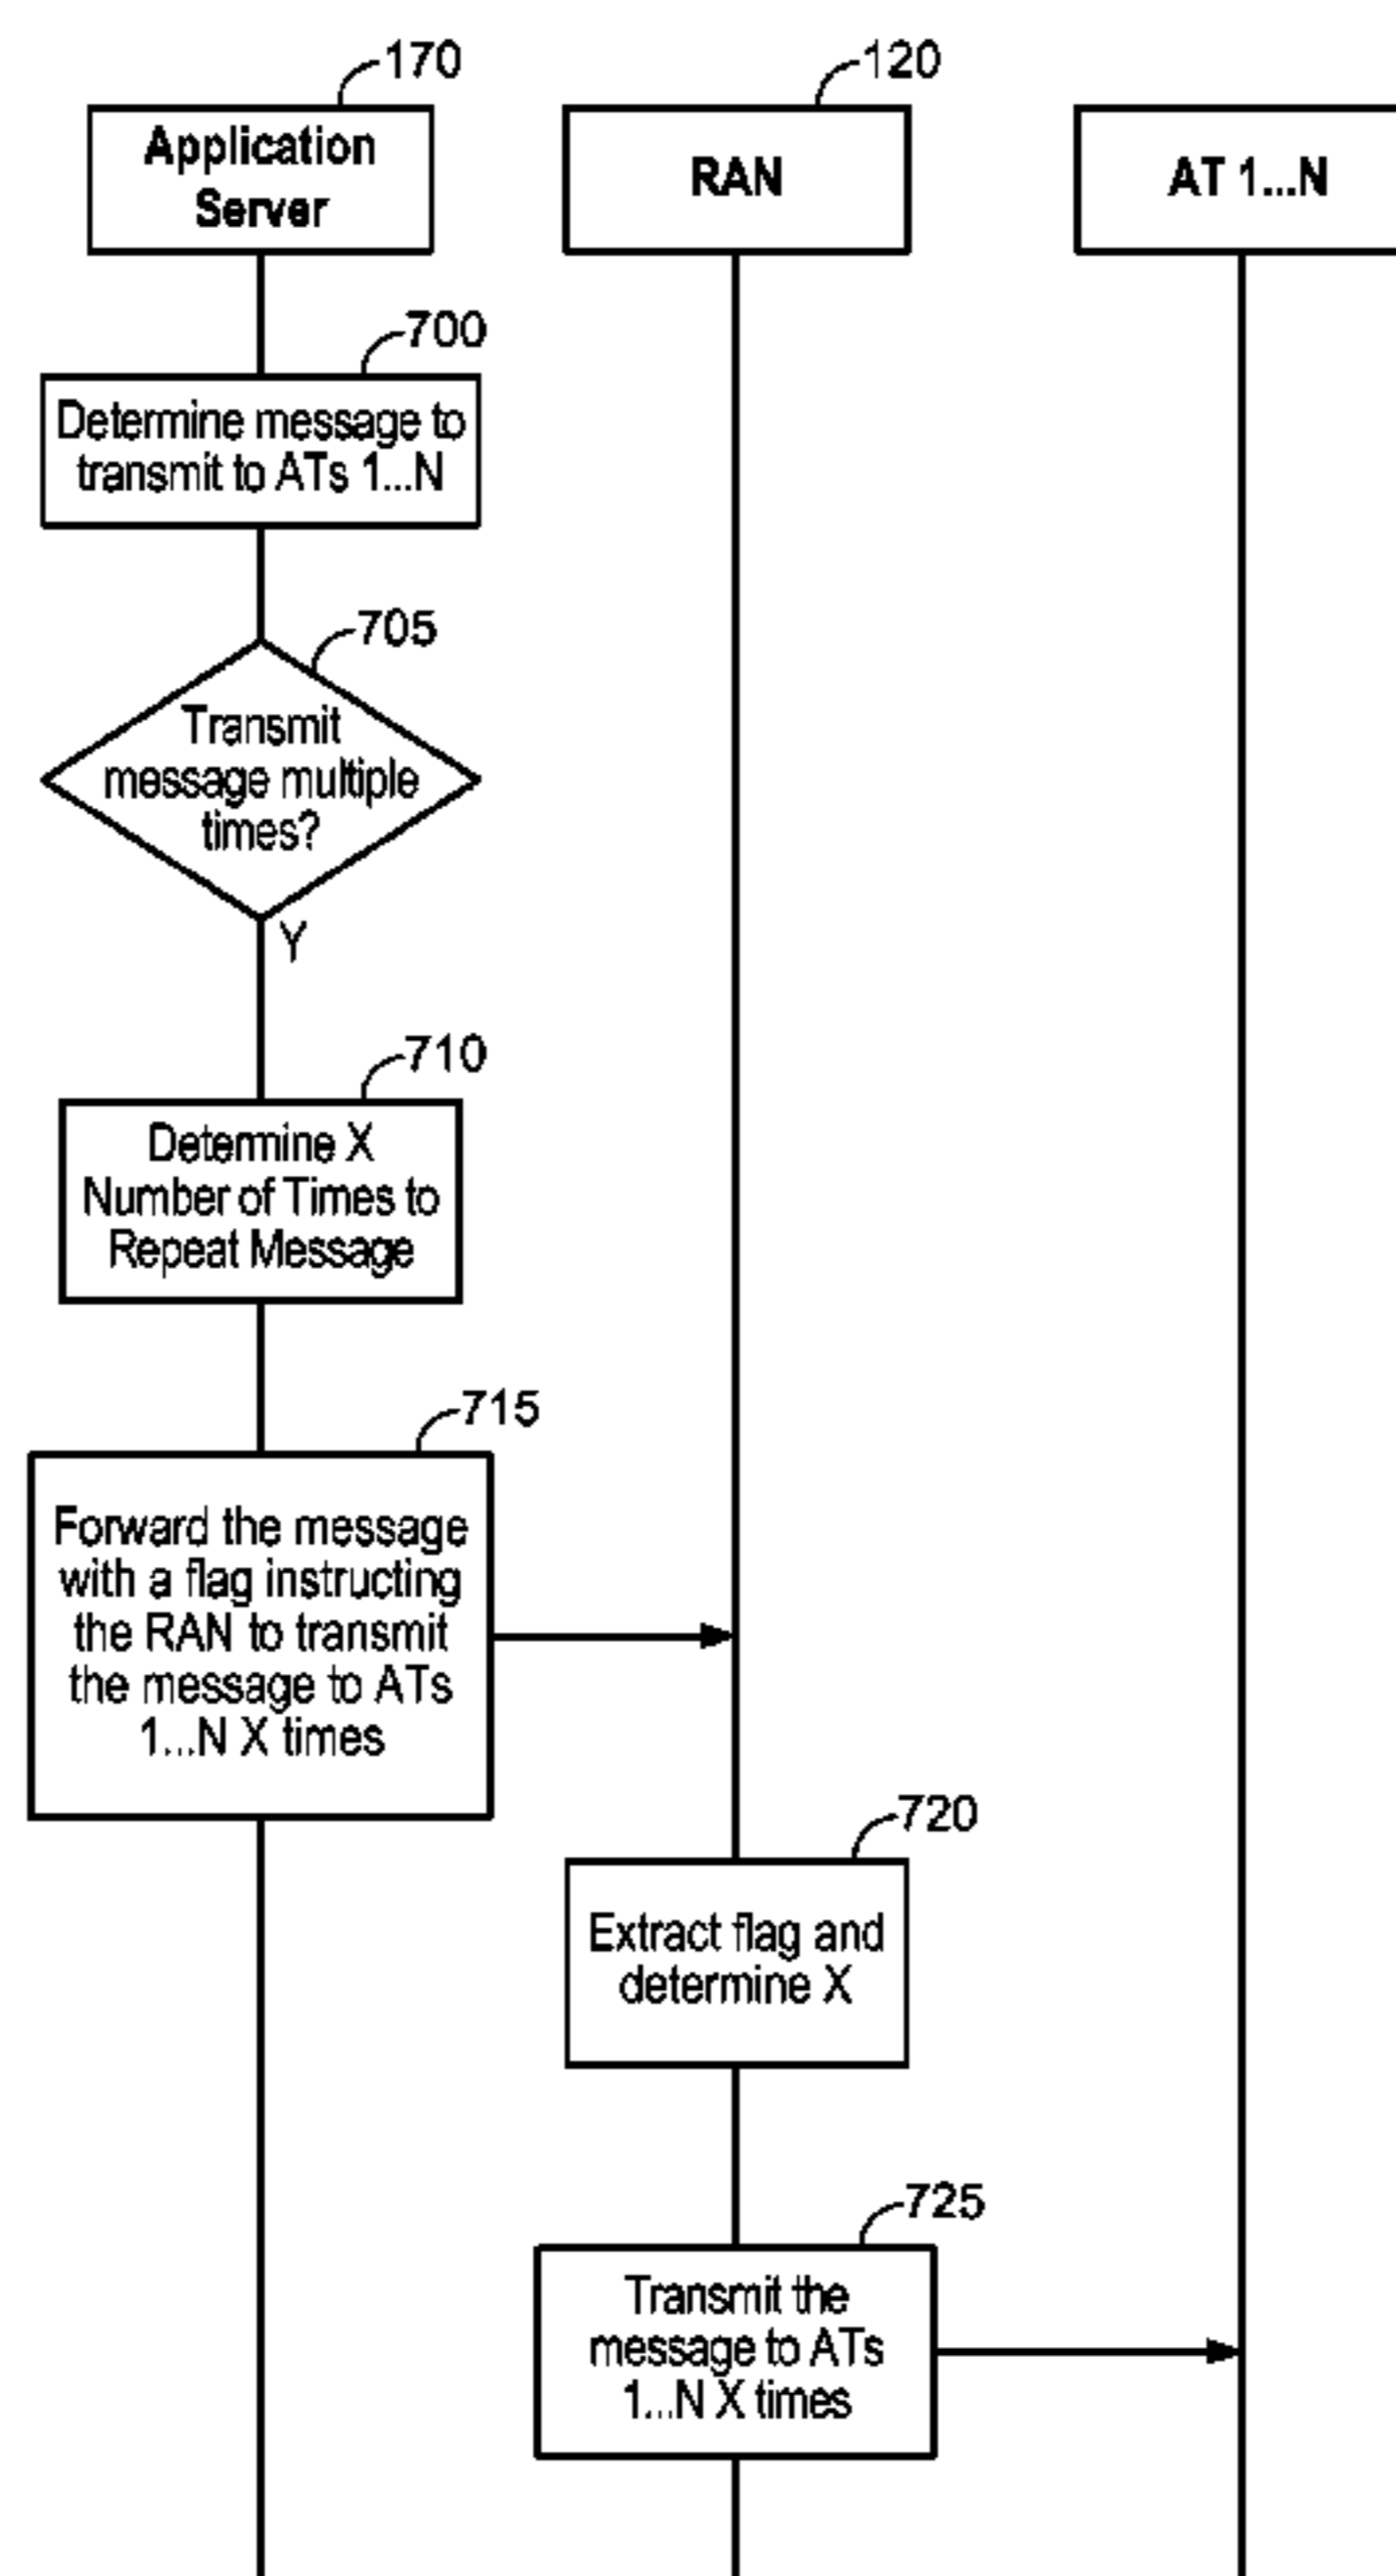 170
120
Application
Server
RAN
AT 1...N
700
Determine message to
transmit to ATs 1...N
705
Transmit
message multiple
times?
Y
710
Determine X
Number of Times to
Repeat Message
715
Forward the message
with a flag instructing
the RAN to transmit
the message to ATs
1...N X times
720
Extract flag and
determine X
725
Transmit the
message to ATs
1...N X times